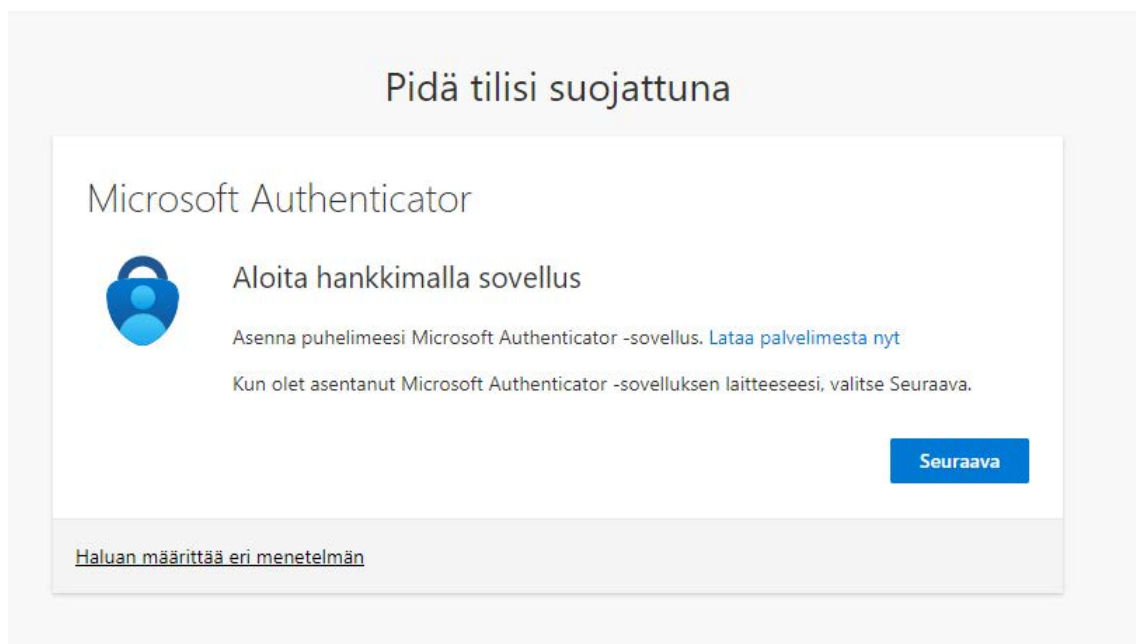 Pidä tilisi suojattuna
Microsoft Authenticator
Aloita hankkimalla sovellus
Asenna puhelimeesi Microsoft Authenticator -sovellus. Lataa palvelimesta nyt
Kun olet asentanut Microsoft Authenticator -sovelluksen laitteeseesi, valitse Seuraava.
Seuraava
Haluan määrittää eri menetelmän